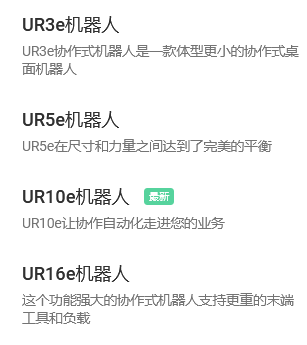 UR3e机器人
UR3e协作式机器人是一款体型更小的协作式桌
面机器人
UR5e机器人
UR5e在尺寸和力量之间达到了完美的平衡
UR10e机器人 最新
UR10e让协作自动化走进您的业务
UR16e机器人
这个功能强大的协作式机器人支持更重的末端
工具和负载